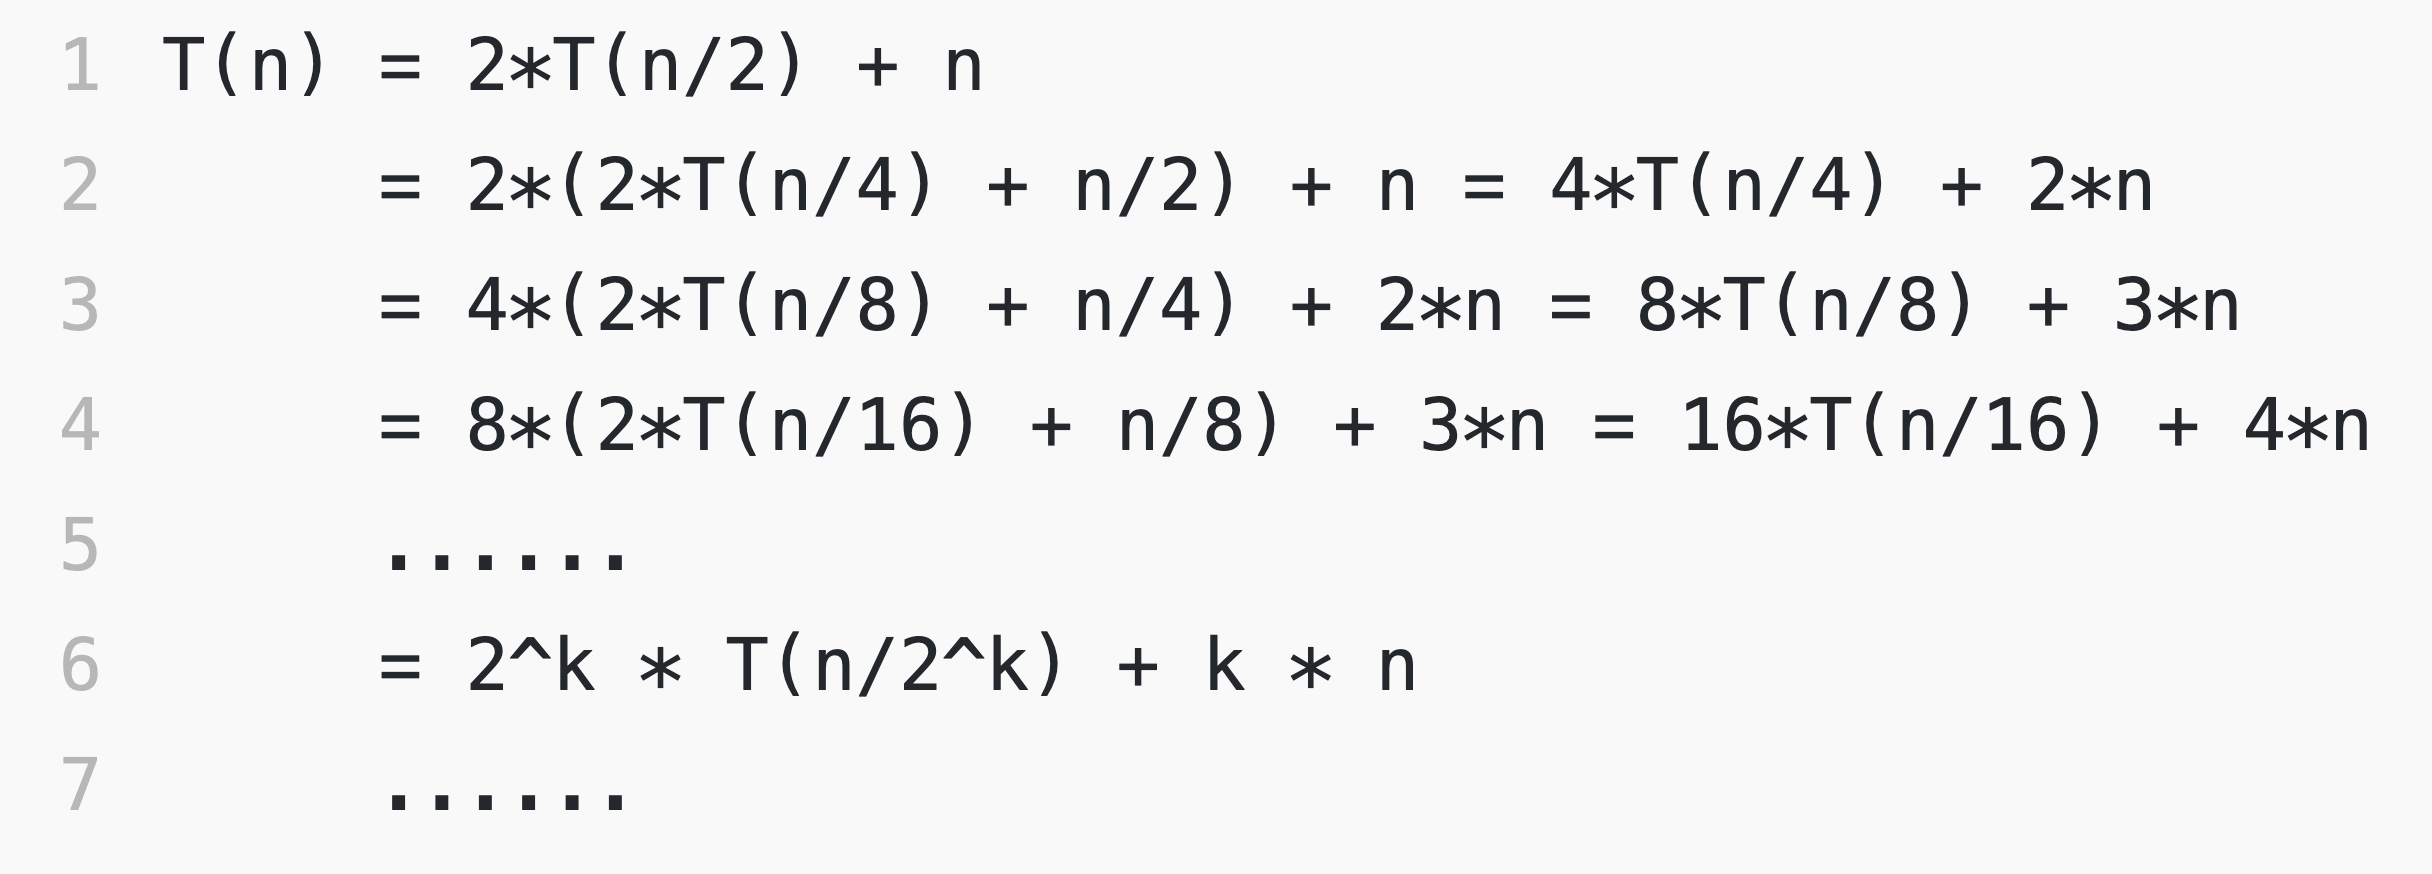 1 T(n) = 2*T(n/2) + n
2      = 2*(2*T(n/4) + n/2) + n = 4*T(n/4) + 2*n
3      = 4*(2*T(n/8) + n/4) + 2*n = 8*T(n/8) + 3*n
4      = 8*(2*T(n/16) + n/8) + 3*n = 16*T(n/16) + 4*n
5      ......
6      = 2^k * T(n/2^k) + k * n
7      ......